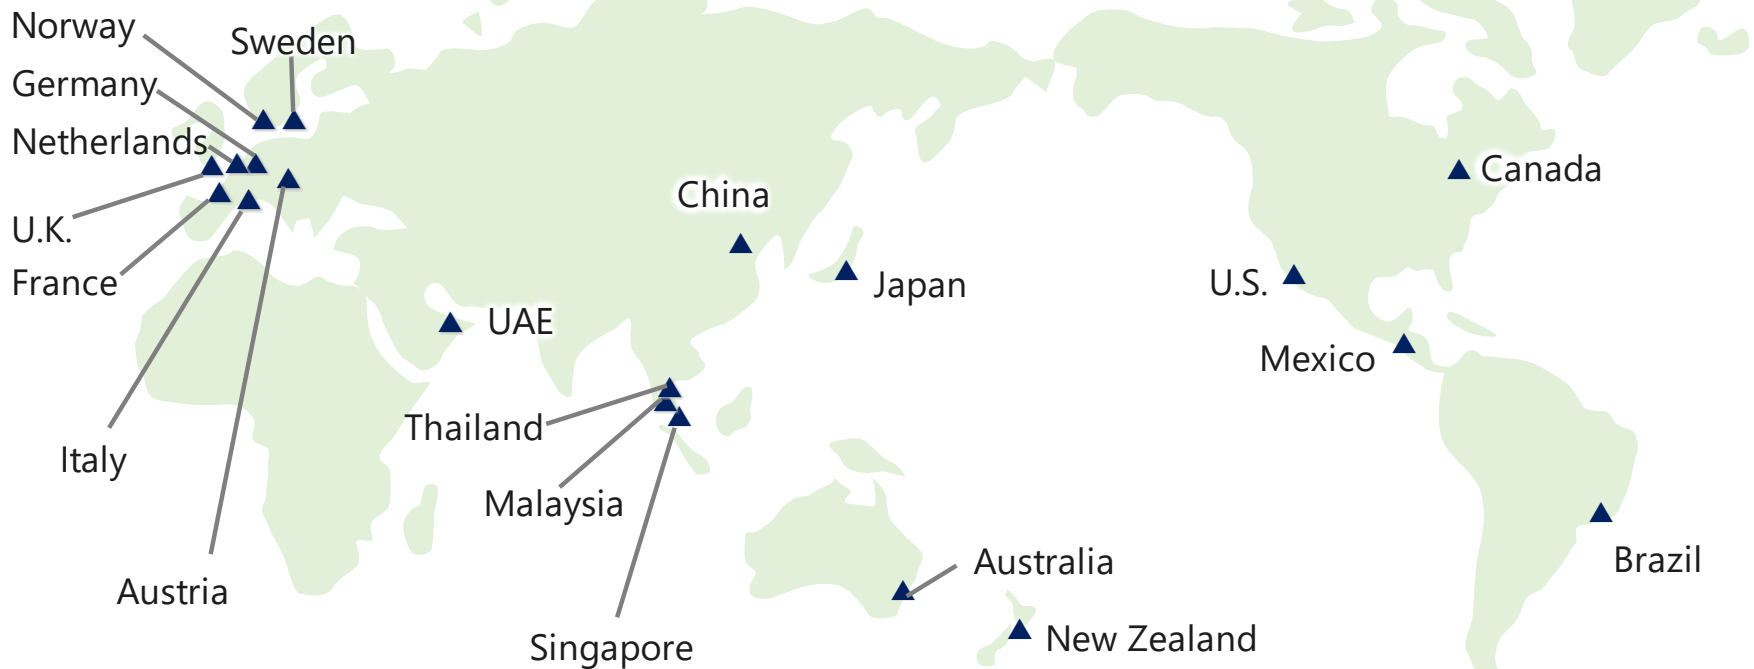 Norway
Sweden
Germany
Netherlands
U.K.
France
Italy
Austria
China
Japan
UAE
Thailand
Malaysia
Singapore
Australia
New Zealand
Canada
U.S.
Mexico
Brazil